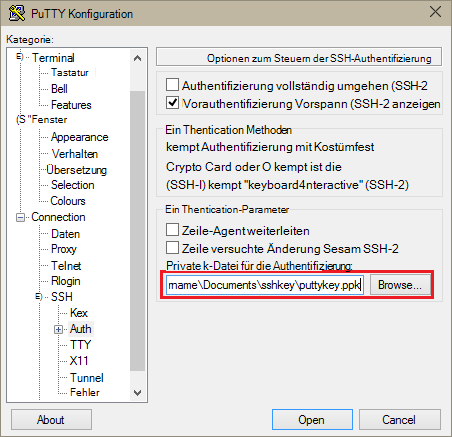 PuTTY Konfiguration
Kategorie:
Terminal
Tastatur
Bell
Features
(S "Fenster
Appearance
Verhalten
Übersetzung
Selection
Colours
Connection
Daten
Proxy
Telnet
Rlogin
SSH
Kex
Auth
TTY
X11
Tunnel
Fehler
Optionen zum Steuern der SSH-Authentifizierung
Authentifizierung vollständig umgehen (SSH-2
Vorauthentifizierung Vorspann (SSH-2 anzeigen
Ein Thentication Methoden
kempt Authentifizierung mit Kostümfest
Crypto Card oder O kempt ist die
(SSH-I) kempt "keyboard4nteractive" (SSH-2)
Ein Thentication-Parameter
Zeile-Agent weiterleiten
Zeile versuchte Änderung Sesam SSH-2
Private k-Datei für die Authentifizierung:
mame\Documents\sshkey\puttykey.ppk
Browse...
About
Open
Cancel